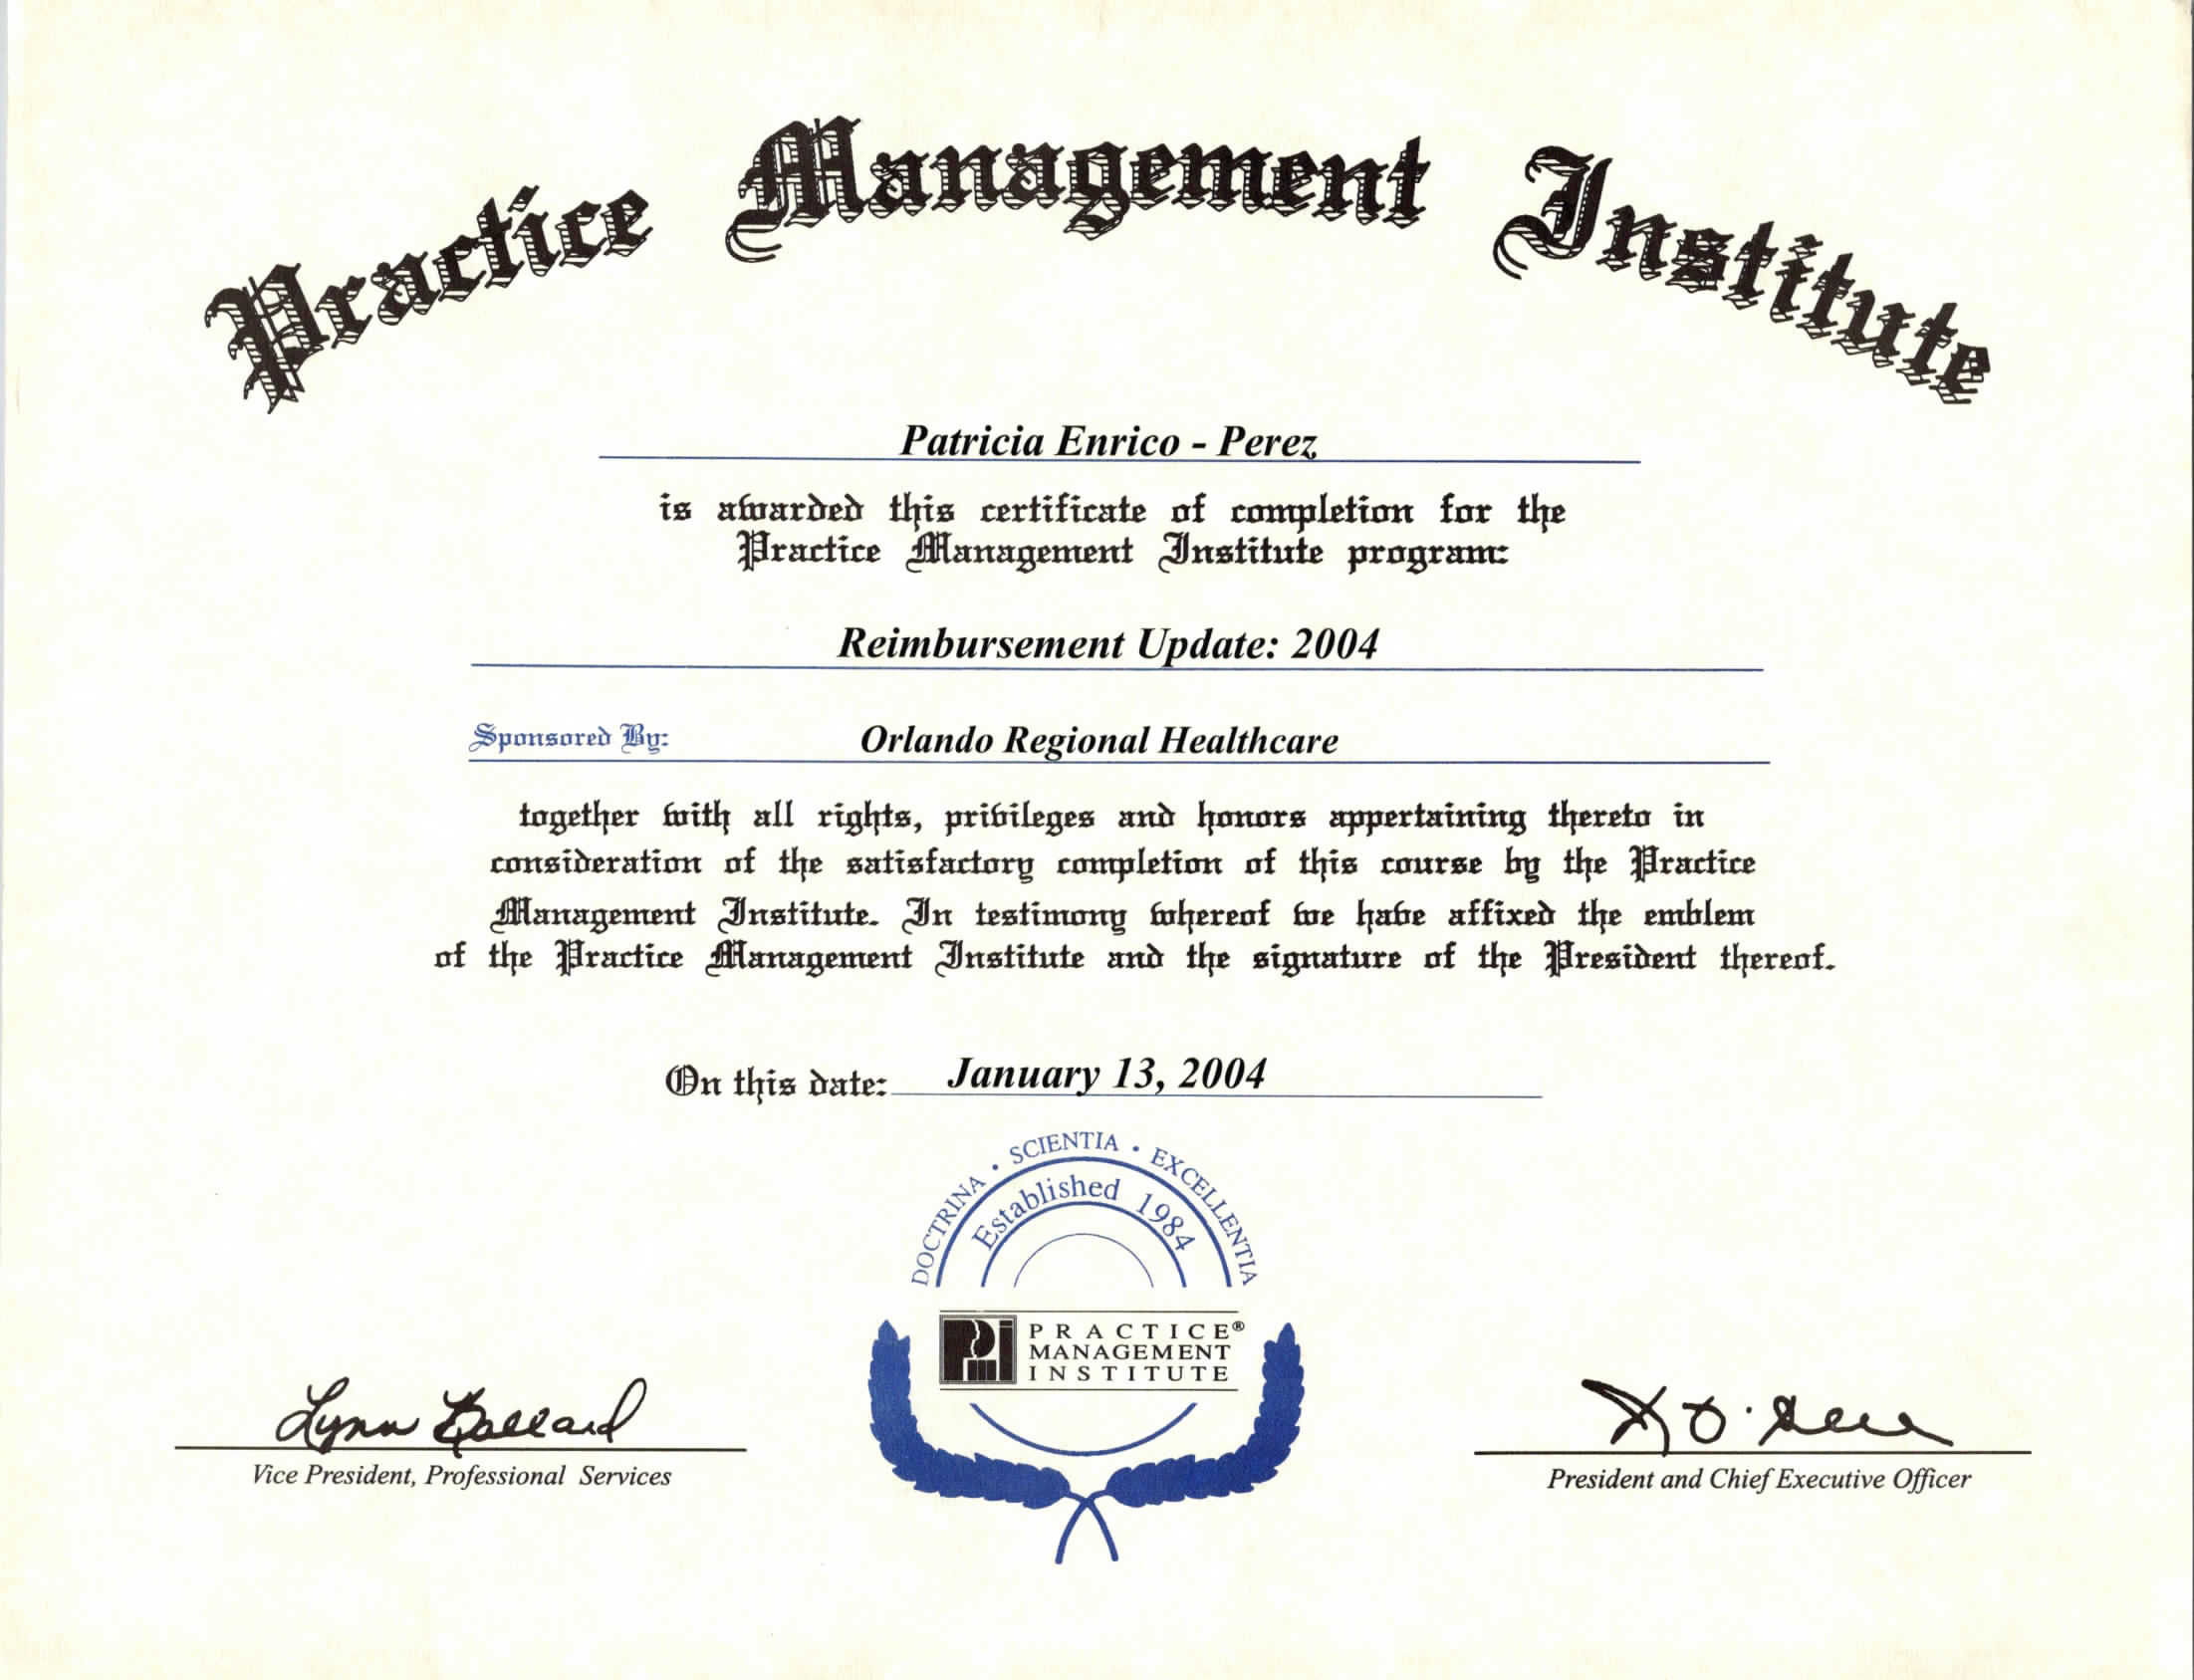 Practice Management Institute
Patricia Enrico - Perez
is awarded this certificate of completion for the
Practice Management Institute program:
Reimbursement Update: 2004
Sponsored By: Orlando Regional Healthcare
together with all rights, privileges and honors appertaining thereto in
consideration of the satisfactory completion of this course by the Practice
Management Institute. In testimony whereof we have affixed the emblem
of the Practice Management Institute and the signature of the President thereof.
On this date: January 13, 2004
DOCTRINA • SCIENTIA • EXCELLENTIA
Established 1984
PRACTICE®
MANAGEMENT
INSTITUTE
Lynn Ballard
Vice President, Professional Services
President and Chief Executive Officer